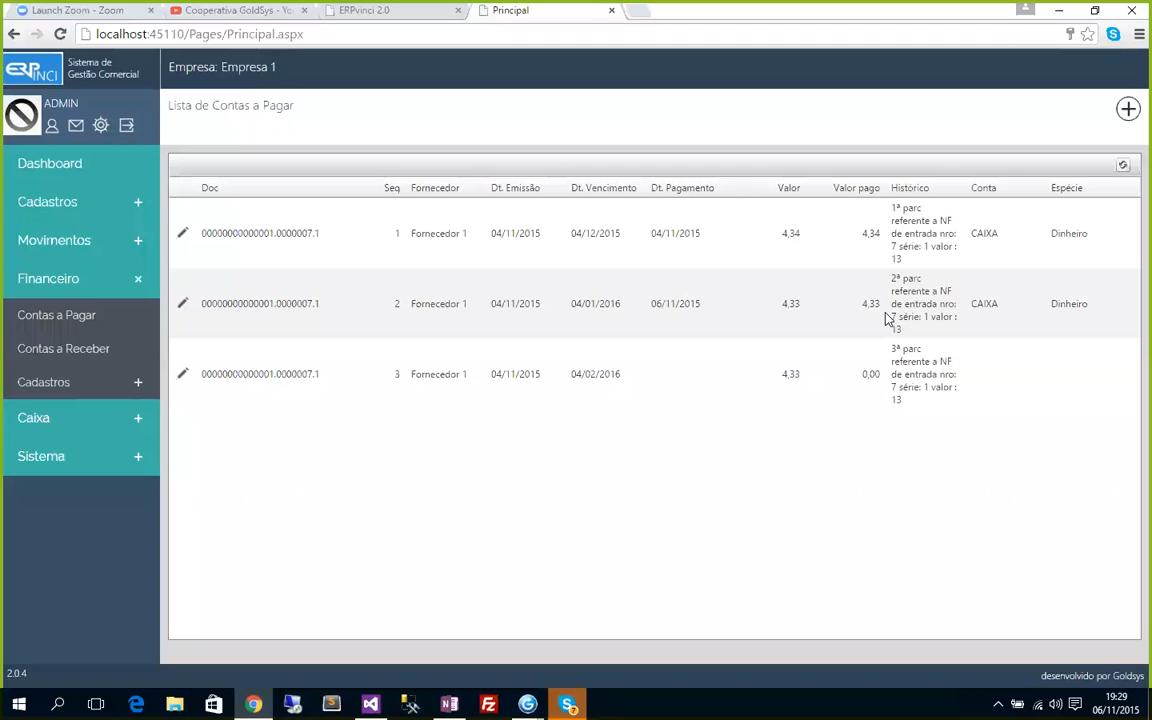 Launch Zoom - Zoom
Cooperativa GoldSys - Yo
ERPvinci 2.0
Principal
localhost:45110/Pages/Principal.aspx
ERPINCI
Sistema de
Gestão Comercial
Empresa: Empresa 1
ADMIN
Lista de Contas a Pagar
Dashboard
Cadastros +
Movimentos +
Financeiro ×
Contas a Pagar
Contas a Receber
Cadastros +
Caixa +
Sistema +
Doc Seq Fornecedor Dt. Emissão Dt. Vencimento Dt. Pagamento Valor Valor pago Histórico Conta Espécie
00000000000001.0000007.1 1 Fornecedor 1 04/11/2015 04/12/2015 04/11/2015 4,34 4,34
1ª parc
referente a NF
de entrada nro:
7 série: 1 valor :
13
CAIXA Dinheiro
00000000000001.0000007.1 2 Fornecedor 1 04/11/2015 04/01/2016 06/11/2015 4,33 4,33
2ª parc
referente a NF
de entrada nro:
7 série: 1 valor :
13
CAIXA Dinheiro
00000000000001.0000007.1 3 Fornecedor 1 04/11/2015 04/02/2016 4,33 0,00
3ª parc
referente a NF
de entrada nro:
7 série: 1 valor :
13
2.0.4
desenvolvido por Goldsys
19:29
06/11/2015